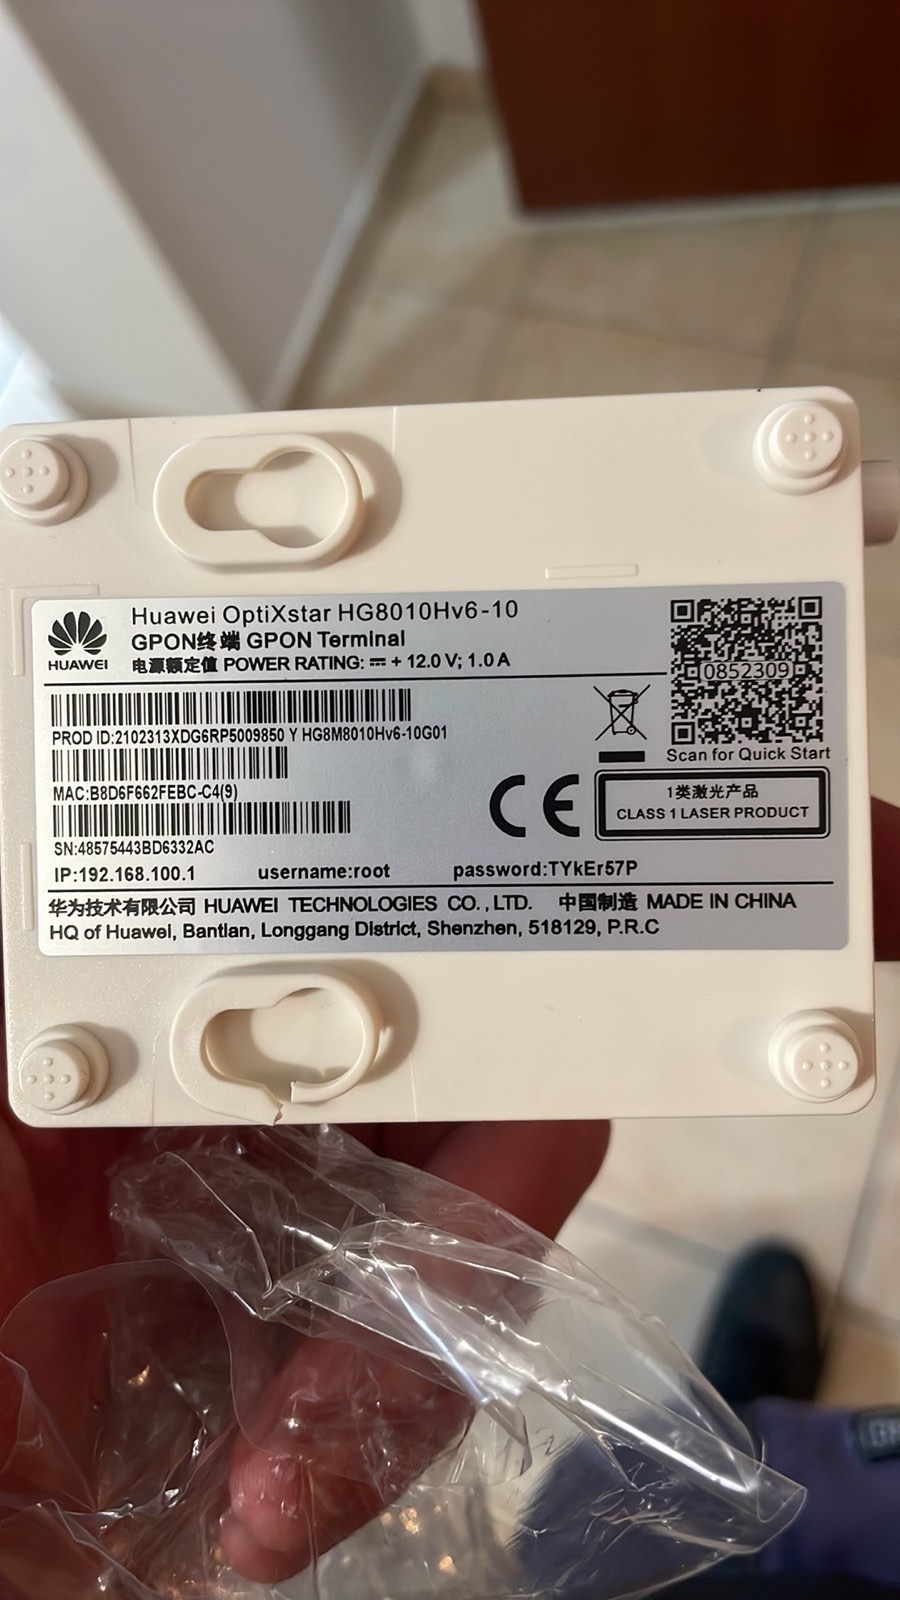 Huawei OptiXstar HG8010Hv6-10
GPON终端 GPON Terminal
电源额定值 POWER RATING: ⎓ + 12.0 V; 1.0 A
HUAWEI
0852309
Scan for Quick Start
PROD ID:2102313XDG6RP5009850 Y HG8M8010Hv6-10G01
MAC:B8D6F662FEBC-C4(9)
SN:48575443BD6332AC
CE
1类激光产品
CLASS 1 LASER PRODUCT
IP:192.168.100.1 username:root password:TYkEr57P
华为技术有限公司 HUAWEI TECHNOLOGIES CO.,LTD. 中国制造 MADE IN CHINA
HQ of Huawei, Bantian, Longgang District, Shenzhen, 518129, P.R.C